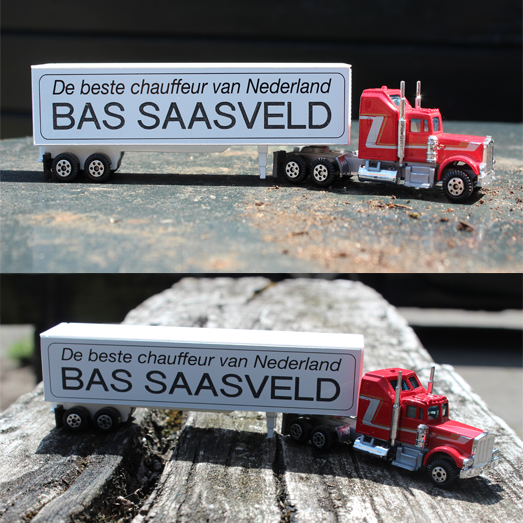 De beste chauffeur van Nederland
BAS SAASVELD
De beste chauffeur van Nederland
BAS SAASVELD